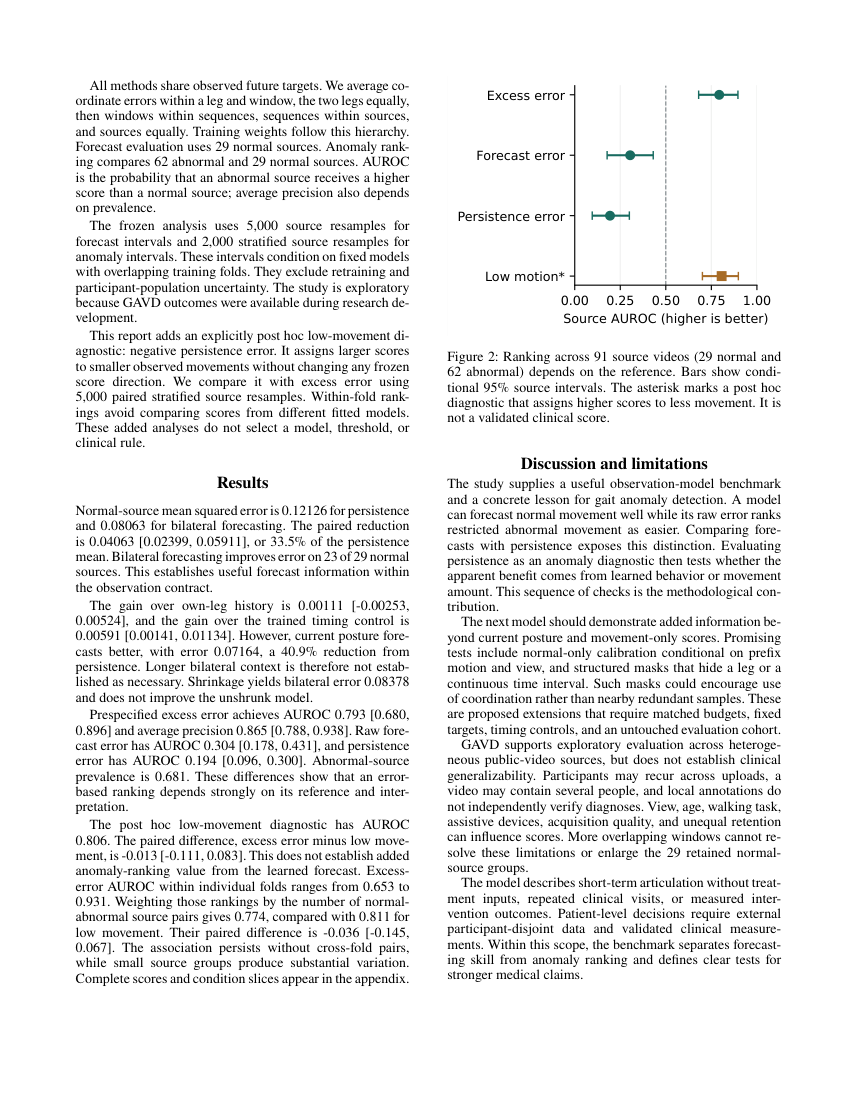 All methods share observed future targets. We average co-
ordinate errors within a leg and window, the two legs equally,
then windows within sequences, sequences within sources,
and sources equally. Training weights follow this hierarchy.
Forecast evaluation uses 29 normal sources. Anomaly rank-
ing compares 62 abnormal and 29 normal sources. AUROC
is the probability that an abnormal source receives a higher
score than a normal source; average precision also depends
on prevalence.
The frozen analysis uses 5,000 source resamples for
forecast intervals and 2,000 stratified source resamples for
anomaly intervals. These intervals condition on fixed models
with overlapping training folds. They exclude retraining and
participant-population uncertainty. The study is exploratory
because GAVD outcomes were available during research de-
velopment.
This report adds an explicitly post hoc low-movement di-
agnostic: negative persistence error. It assigns larger scores
to smaller observed movements without changing any frozen
score direction. We compare it with excess error using
5,000 paired stratified source resamples. Within-fold rank-
ings avoid comparing scores from different fitted models.
These added analyses do not select a model, threshold, or
clinical rule.
Results
Normal-source mean squared error is 0.12126 for persistence
and 0.08063 for bilateral forecasting. The paired reduction
is 0.04063 [0.02399, 0.05911], or 33.5% of the persistence
mean. Bilateral forecasting improves error on 23 of 29 normal
sources. This establishes useful forecast information within
the observation contract.
The gain over own-leg history is 0.00111 [-0.00253,
0.00524], and the gain over the trained timing control is
0.00591 [0.00141, 0.01134]. However, current posture fore-
casts better, with error 0.07164, a 40.9% reduction from
persistence. Longer bilateral context is therefore not estab-
lished as necessary. Shrinkage yields bilateral error 0.08378
and does not improve the unshrunk model.
Prespecified excess error achieves AUROC 0.793 [0.680,
0.896] and average precision 0.865 [0.788, 0.938]. Raw fore-
cast error has AUROC 0.304 [0.178, 0.431], and persistence
error has AUROC 0.194 [0.096, 0.300]. Abnormal-source
prevalence is 0.681. These differences show that an error-
based ranking depends strongly on its reference and inter-
pretation.
The post hoc low-movement diagnostic has AUROC
0.806. The paired difference, excess error minus low move-
ment, is -0.013 [-0.111, 0.083]. This does not establish added
anomaly-ranking value from the learned forecast. Excess-
error AUROC within individual folds ranges from 0.653 to
0.931. Weighting those rankings by the number of normal-
abnormal source pairs gives 0.774, compared with 0.811 for
low movement. Their paired difference is -0.036 [-0.145,
0.067]. The association persists without cross-fold pairs,
while small source groups produce substantial variation.
Complete scores and condition slices appear in the appendix.
Excess error
Forecast error
Persistence error
Low motion*
0.00 0.25 0.50 0.75 1.00
Source AUROC (higher is better)
Figure 2: Ranking across 91 source videos (29 normal and
62 abnormal) depends on the reference. Bars show condi-
tional 95% source intervals. The asterisk marks a post hoc
diagnostic that assigns higher scores to less movement. It is
not a validated clinical score.
Discussion and limitations
The study supplies a useful observation-model benchmark
and a concrete lesson for gait anomaly detection. A model
can forecast normal movement well while its raw error ranks
restricted abnormal movement as easier. Comparing fore-
casts with persistence exposes this distinction. Evaluating
persistence as an anomaly diagnostic then tests whether the
apparent benefit comes from learned behavior or movement
amount. This sequence of checks is the methodological con-
tribution.
The next model should demonstrate added information be-
yond current posture and movement-only scores. Promising
tests include normal-only calibration conditional on prefix
motion and view, and structured masks that hide a leg or a
continuous time interval. Such masks could encourage use
of coordination rather than nearby redundant samples. These
are proposed extensions that require matched budgets, fixed
targets, timing controls, and an untouched evaluation cohort.
GAVD supports exploratory evaluation across heteroge-
neous public-video sources, but does not establish clinical
generalizability. Participants may recur across uploads, a
video may contain several people, and local annotations do
not independently verify diagnoses. View, age, walking task,
assistive devices, acquisition quality, and unequal retention
can influence scores. More overlapping windows cannot re-
solve these limitations or enlarge the 29 retained normal-
source groups.
The model describes short-term articulation without treat-
ment inputs, repeated clinical visits, or measured inter-
vention outcomes. Patient-level decisions require external
participant-disjoint data and validated clinical measure-
ments. Within this scope, the benchmark separates forecast-
ing skill from anomaly ranking and defines clear tests for
stronger medical claims.